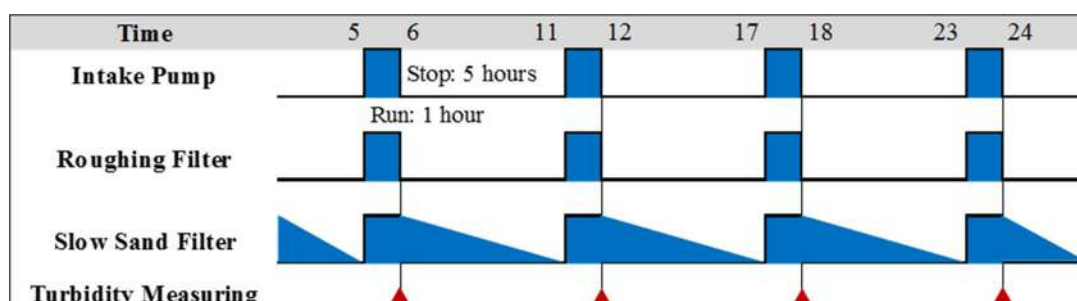 Time 5 6 11 12 17 18 23 24
Intake Pump Stop: 5 hours
Run: 1 hour
Roughing Filter
Slow Sand Filter
Turbidity Measuring